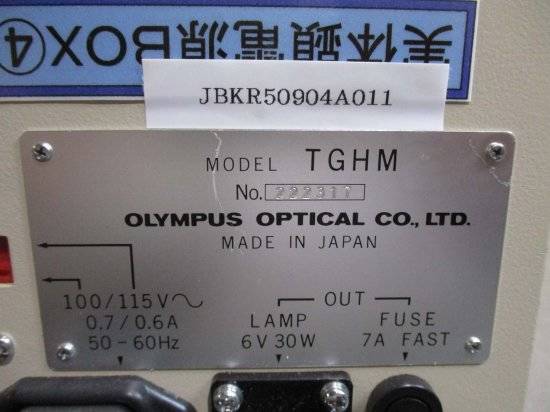 実体顕電源BOX④
JBKR50904A011
MODEL TGHM
No. 222317
OLYMPUS OPTICAL CO., LTD.
MADE IN JAPAN
100/115V～
0.7/0.6A
50-60Hz
OUT
LAMP
6V 30W
FUSE
7A FAST